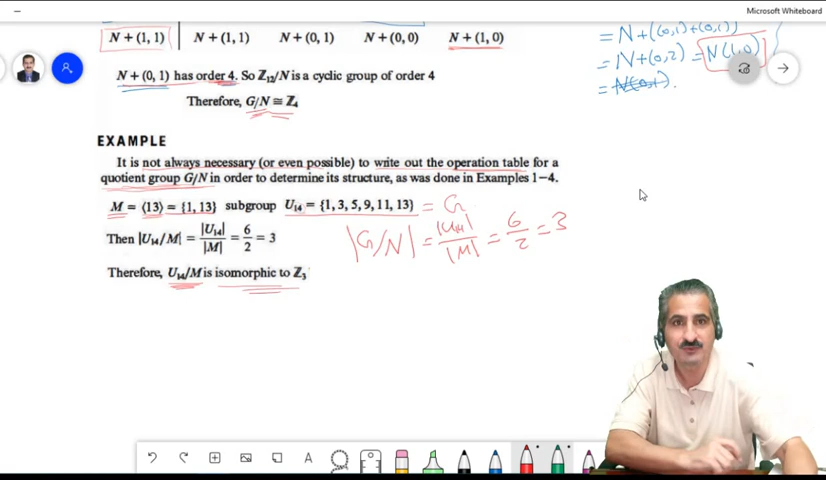 Microsoft Whiteboard
N + (1, 1) N + (1, 1) N + (0, 1) N + (0, 0) N + (1, 0)
N + (0, 1) has order 4. So Z₁₂/N is a cyclic group of order 4
Therefore, G/N ≅ Z₄
= N + ((0,1) + (0,1))
= N + (0,2) = N(1,0)
= N(0,1).
EXAMPLE
It is not always necessary (or even possible) to write out the operation table for a
quotient group G/N in order to determine its structure, as was done in Examples 1–4.
M = ⟨13⟩ = {1, 13} subgroup U₁₄ = {1, 3, 5, 9, 11, 13} = G
Then |U₁₄/M| = |U₁₄|/|M| = 6/2 = 3
|G/N| = |U₁₄|/|M| = 6/2 = 3
Therefore, U₁₄/M is isomorphic to Z₃
A